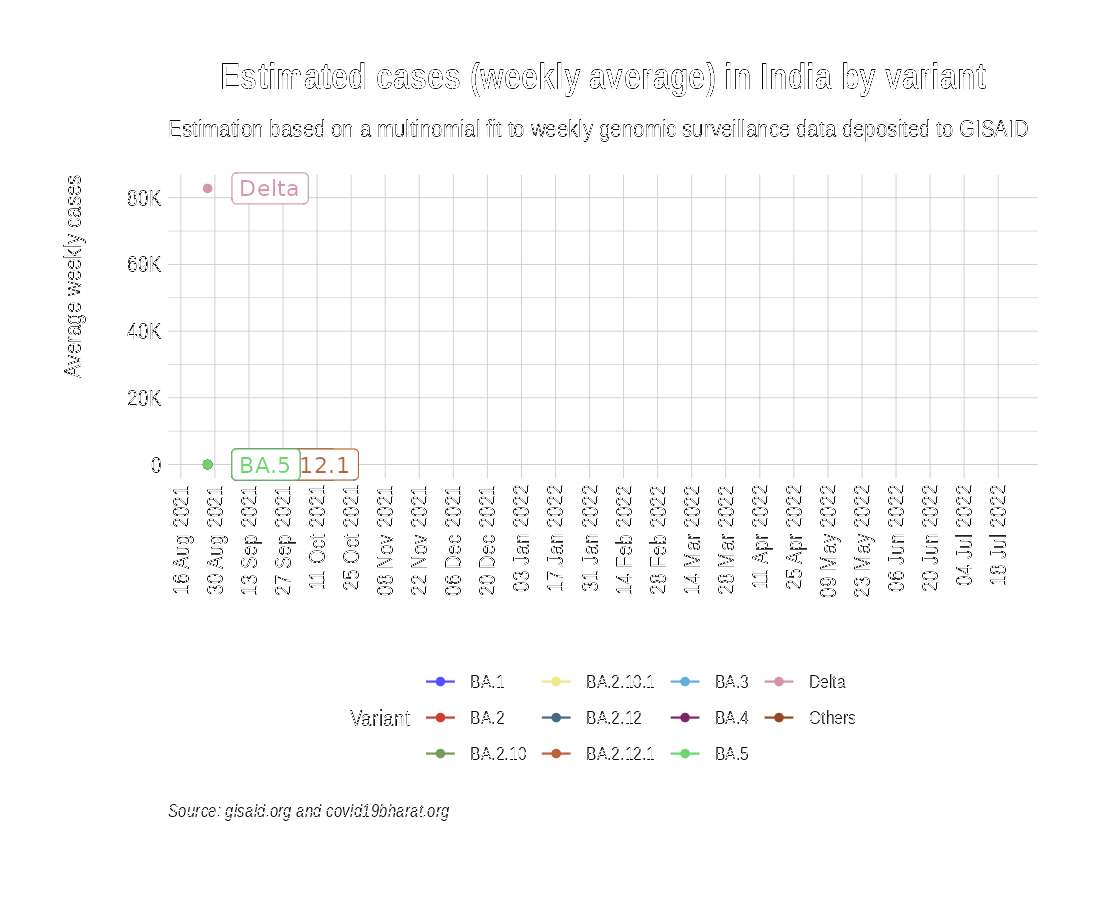 Estimated cases (weekly average) in India by variant
Estimation based on a multinomial fit to weekly genomic surveillance data deposited to GISAID
Average weekly cases
80K
60K
40K
20K
0
Delta
BA.5
12.1
16 Aug 2021
30 Aug 2021
13 Sep 2021
27 Sep 2021
11 Oct 2021
25 Oct 2021
08 Nov 2021
22 Nov 2021
06 Dec 2021
20 Dec 2021
03 Jan 2022
17 Jan 2022
31 Jan 2022
14 Feb 2022
28 Feb 2022
14 Mar 2022
28 Mar 2022
11 Apr 2022
25 Apr 2022
09 May 2022
23 May 2022
06 Jun 2022
20 Jun 2022
04 Jul 2022
18 Jul 2022
Variant
BA.1
BA.2
BA.2.10
BA.2.10.1
BA.2.12
BA.2.12.1
BA.3
BA.4
BA.5
Delta
Others
Source: gisaid.org and covid19bharat.org